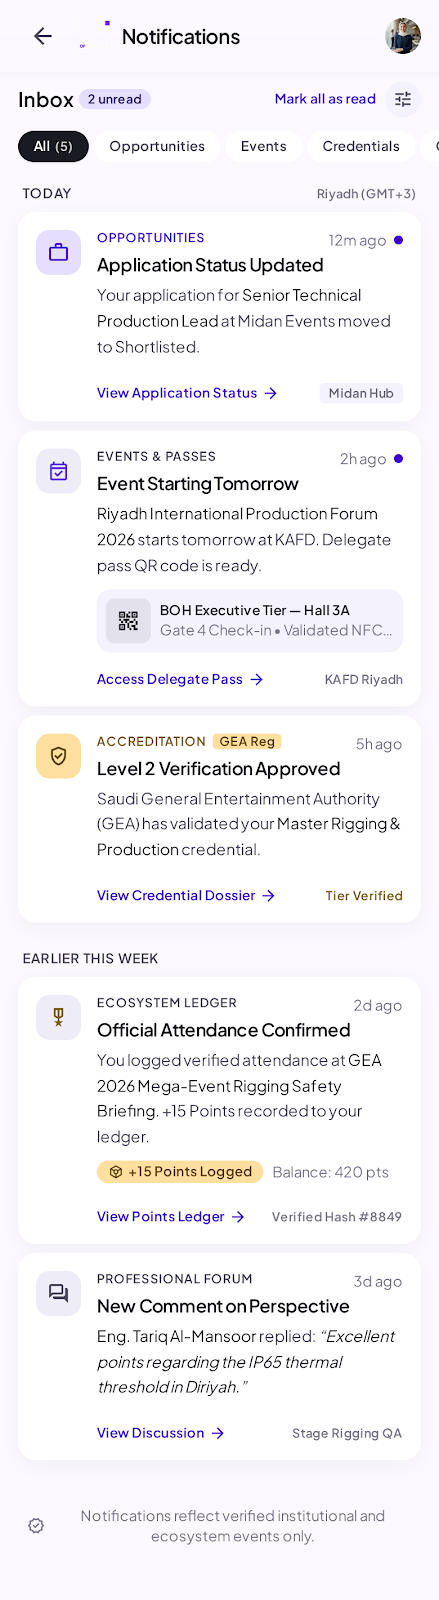 OF
Notifications
Inbox
2 unread
Mark all as read
All (5)
Opportunities
Events
Credentials
TODAY
Riyadh (GMT+3)
OPPORTUNITIES
12m ago
Application Status Updated
Your application for Senior Technical
Production Lead at Midan Events moved
to Shortlisted.
View Application Status →
Midan Hub
EVENTS & PASSES
2h ago
Event Starting Tomorrow
Riyadh International Production Forum
2026 starts tomorrow at KAFD. Delegate
pass QR code is ready.
BOH Executive Tier — Hall 3A
Gate 4 Check-in • Validated NFC...
Access Delegate Pass →
KAFD Riyadh
ACCREDITATION
GEA Reg
5h ago
Level 2 Verification Approved
Saudi General Entertainment Authority
(GEA) has validated your Master Rigging &
Production credential.
View Credential Dossier →
Tier Verified
EARLIER THIS WEEK
ECOSYSTEM LEDGER
2d ago
Official Attendance Confirmed
You logged verified attendance at GEA
2026 Mega-Event Rigging Safety
Briefing. +15 Points recorded to your
ledger.
+15 Points Logged
Balance: 420 pts
View Points Ledger →
Verified Hash #8849
PROFESSIONAL FORUM
3d ago
New Comment on Perspective
Eng. Tariq Al-Mansoor replied: “Excellent
points regarding the IP65 thermal
threshold in Diriyah.”
View Discussion →
Stage Rigging QA
Notifications reflect verified institutional and
ecosystem events only.